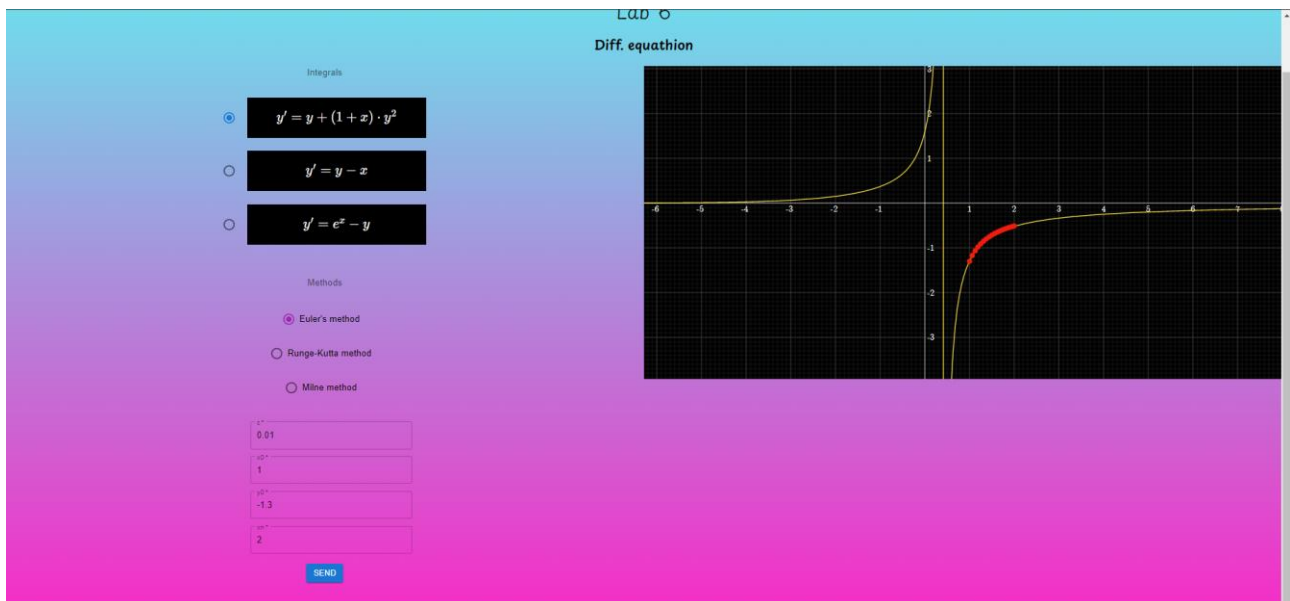 Lab 6
Diff. equathion
Integrals
y′ = y + (1 + x) · y²
y′ = y − x
y′ = eˣ − y
Methods
Euler's method
Runge-Kutta method
Milne method
0.01
1
y0 *
-1.3
2
SEND
3
2
1
-6 -5 -4 -3 -2 -1 1 2 3 4 5 6 7
-1
-2
-3